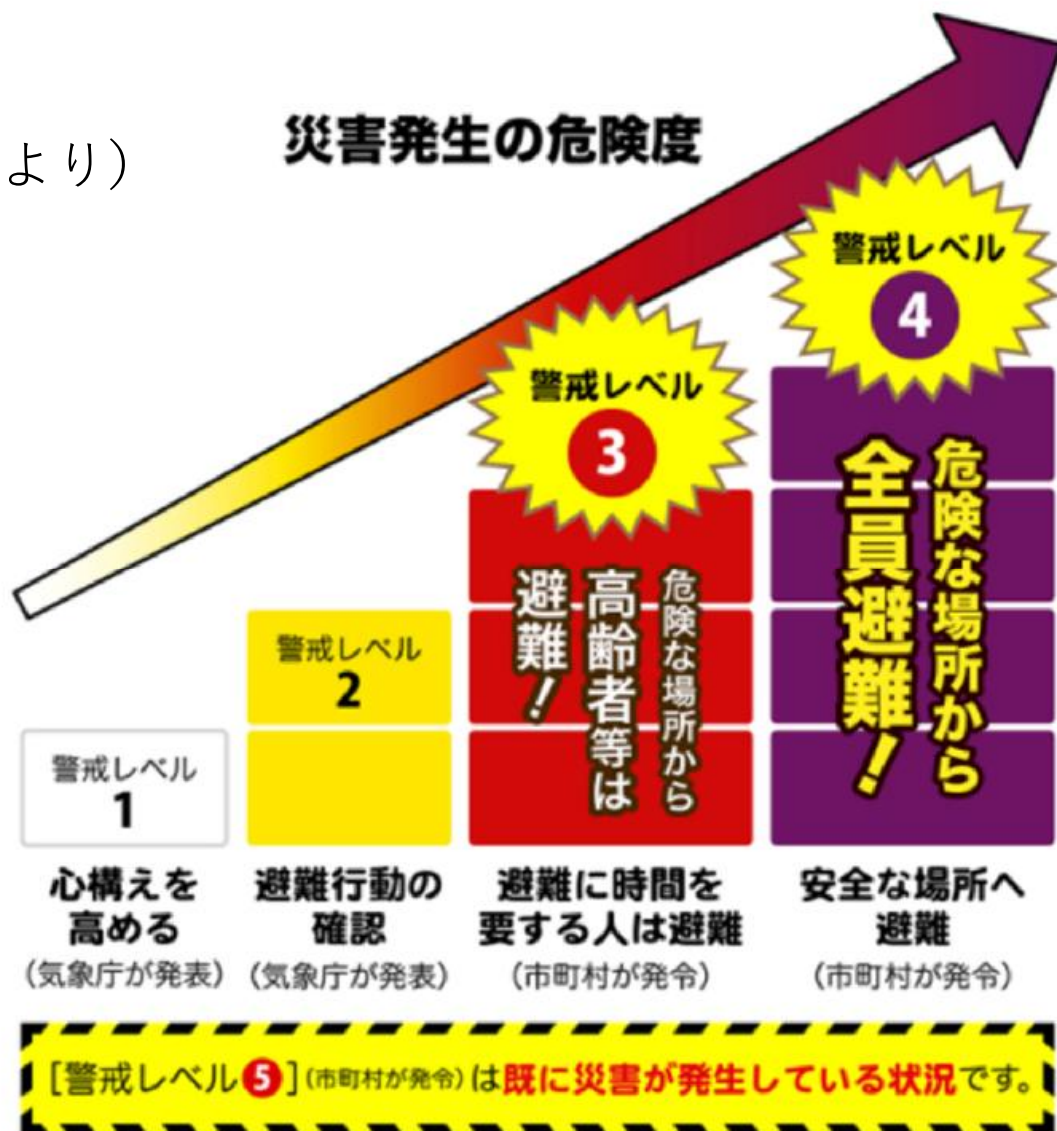 より）
災害発生の危険度
警戒レベル
4
警戒レベル
3
危険な場所から
全員避難！
危険な場所から
高齢者等は
避難！
警戒レベル
2
警戒レベル
1
心構えを
高める
（気象庁が発表）
避難行動の
確認
（気象庁が発表）
避難に時間を
要する人は避難
（市町村が発令）
安全な場所へ
避難
（市町村が発令）
［警戒レベル5］（市町村が発令）は既に災害が発生している状況です。